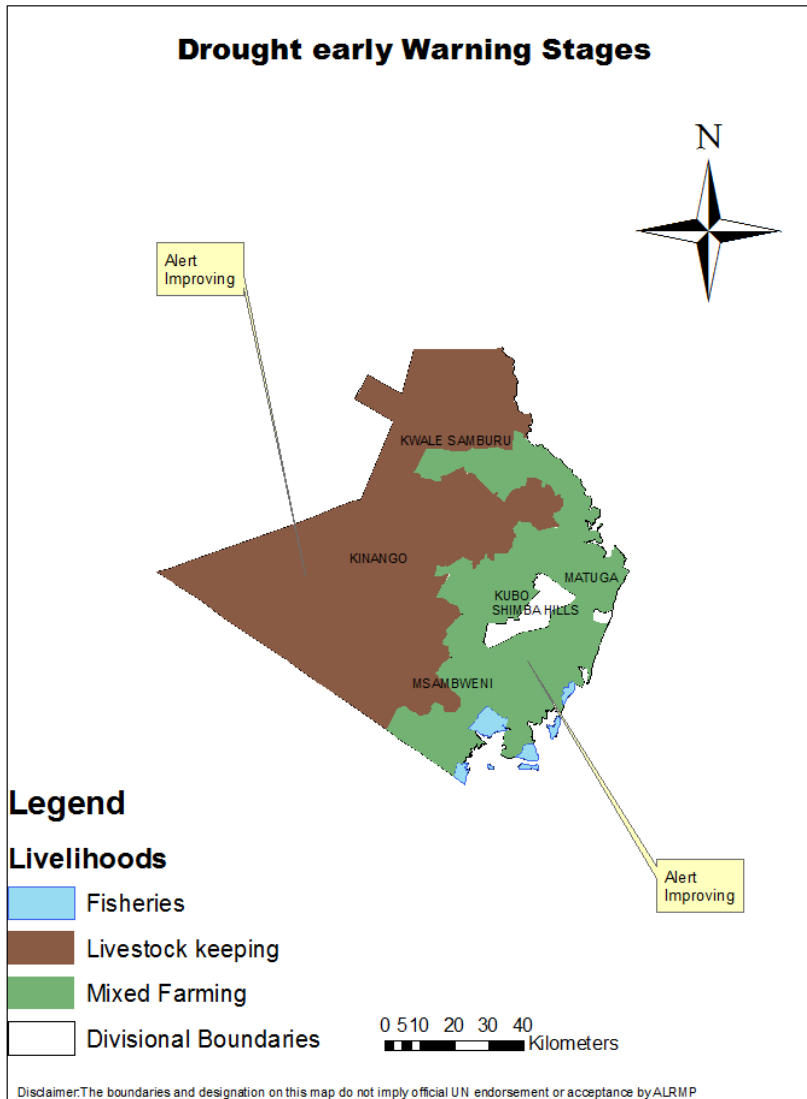 Drought early Warning Stages
N
Alert
Improving
KWALE SAMBURU
KINANGO
MATUGA
KUBO
SHIMBA HILLS
MSAMBWENI
Alert
Improving
Legend
Livelihoods
Fisheries
Livestock keeping
Mixed Farming
Divisional Boundaries
0 5 10 20 30 40
Kilometers
Disclaimer:The boundaries and designation on this map do not imply official UN endorsement or acceptance by ALRMP